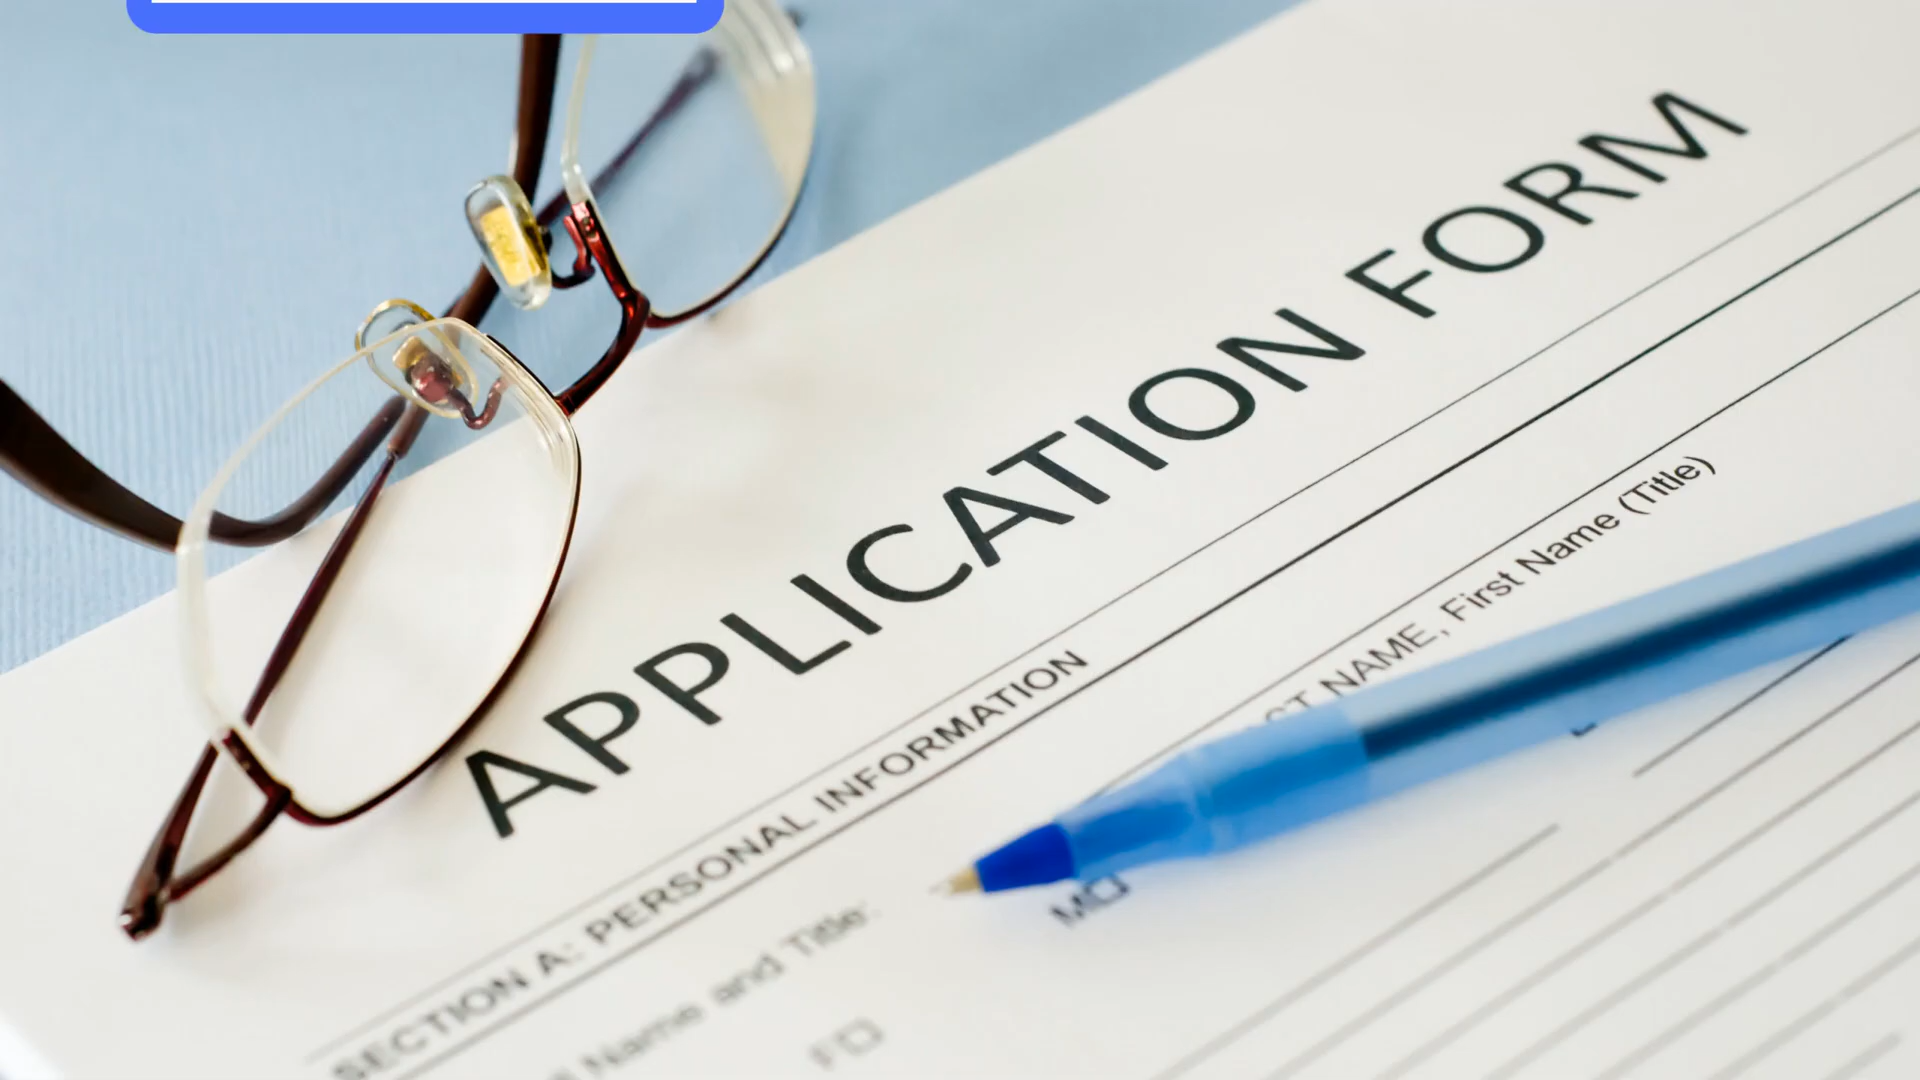 APPLICATION FORM
SECTION A: PERSONAL INFORMATION
NAME, First Name (Title)
Name and Title:
M
F